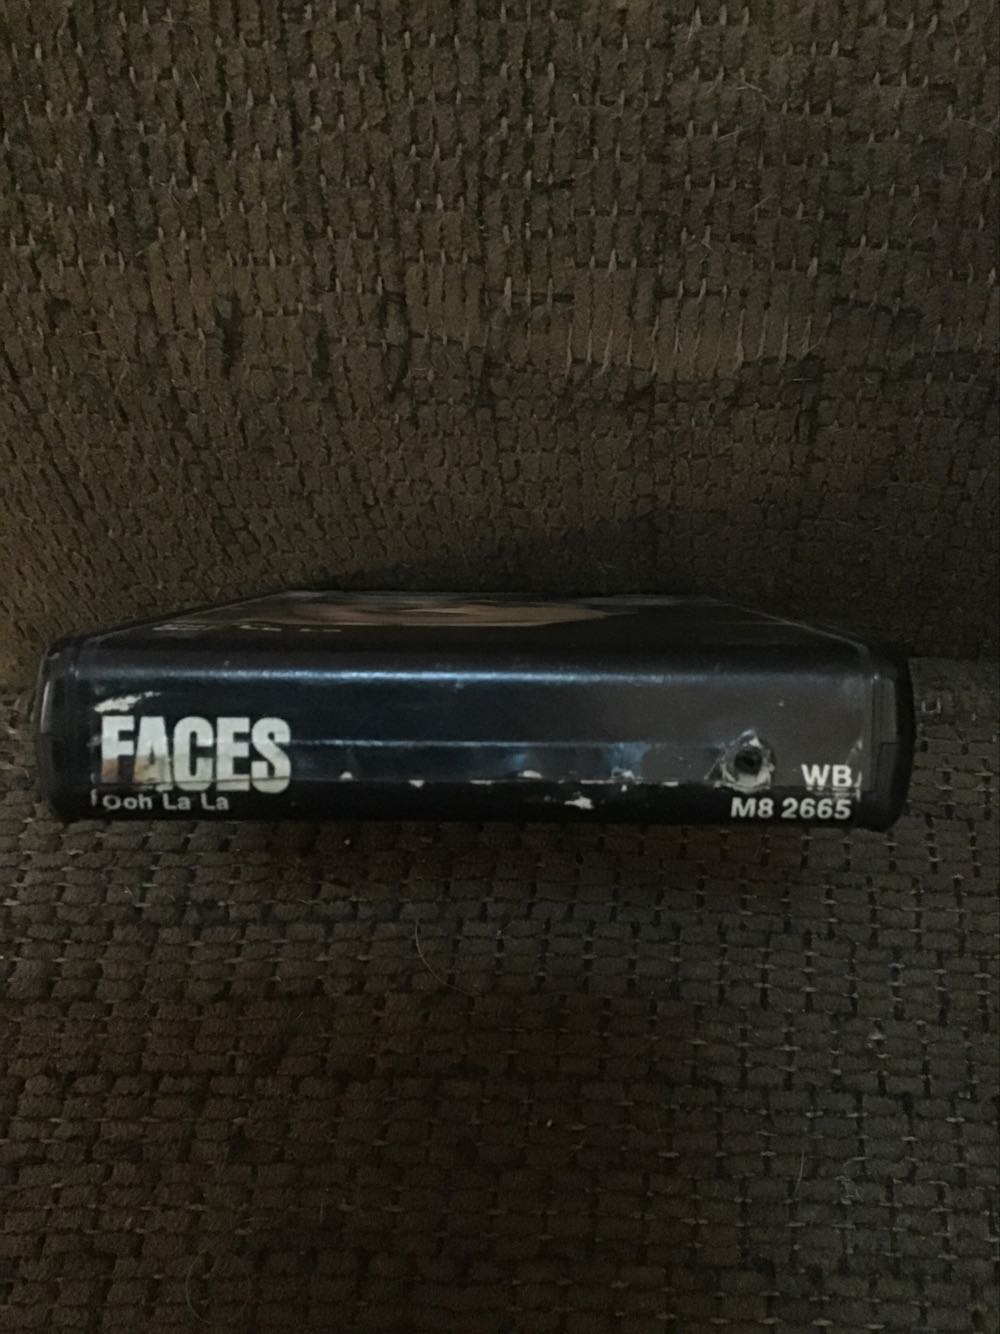 FACES
Ooh La La
WB
M8 2665